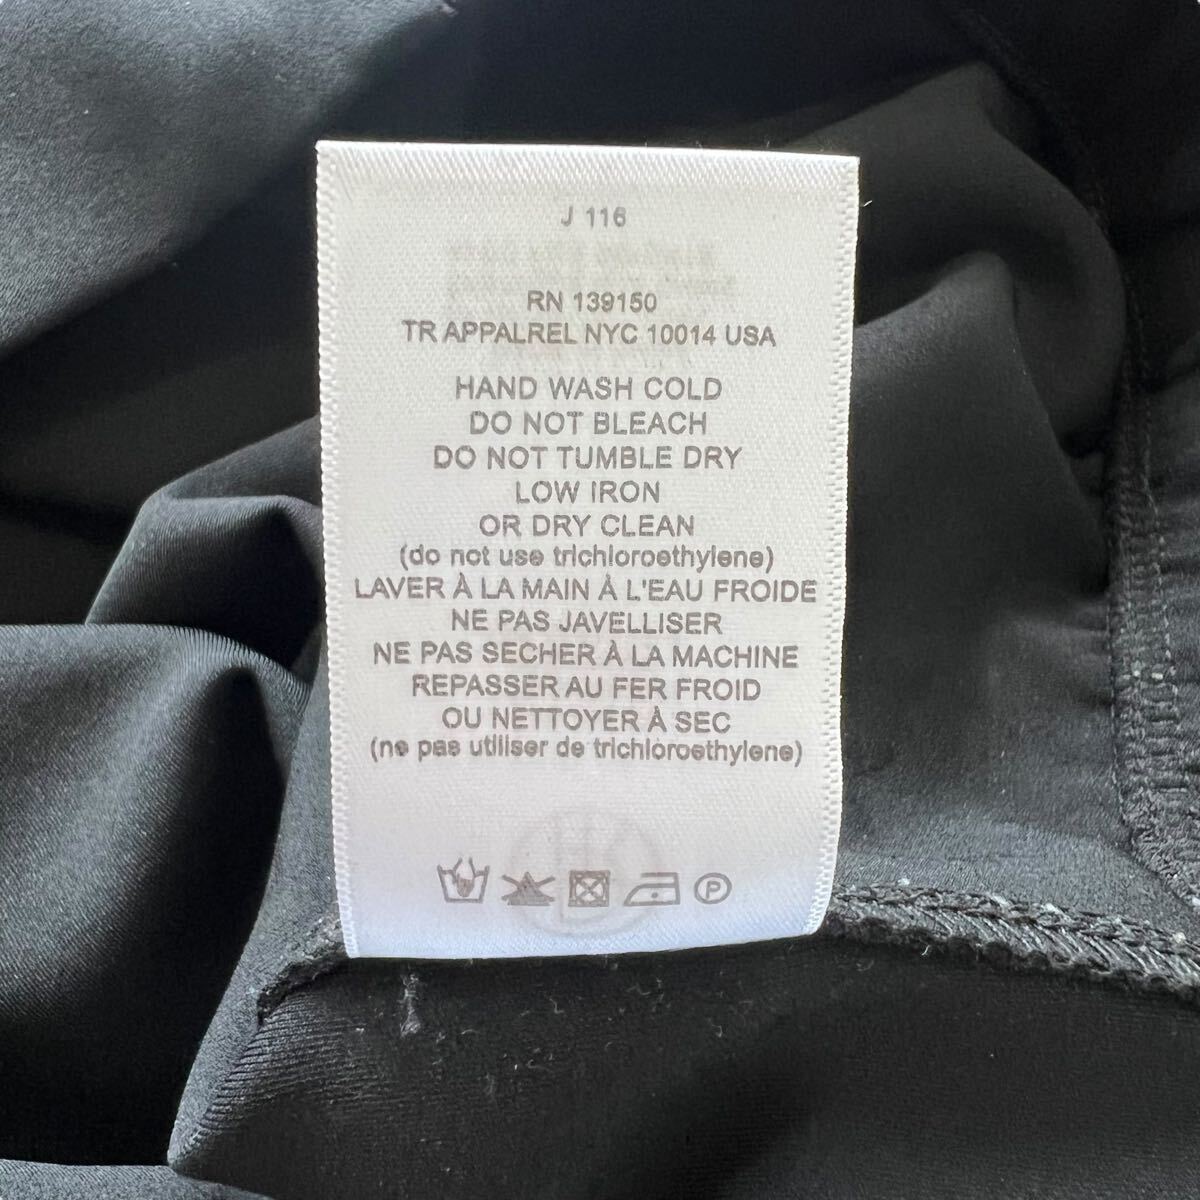 J 116
RN 139150
TR APPALREL NYC 10014 USA
HAND WASH COLD
DO NOT BLEACH
DO NOT TUMBLE DRY
LOW IRON
OR DRY CLEAN
(do not use trichloroethylene)
LAVER À LA MAIN À L'EAU FROIDE
NE PAS JAVELLISER
NE PAS SECHER À LA MACHINE
REPASSER AU FER FROID
OU NETTOYER À SEC
(ne pas utiliser de trichloroethylene)
P